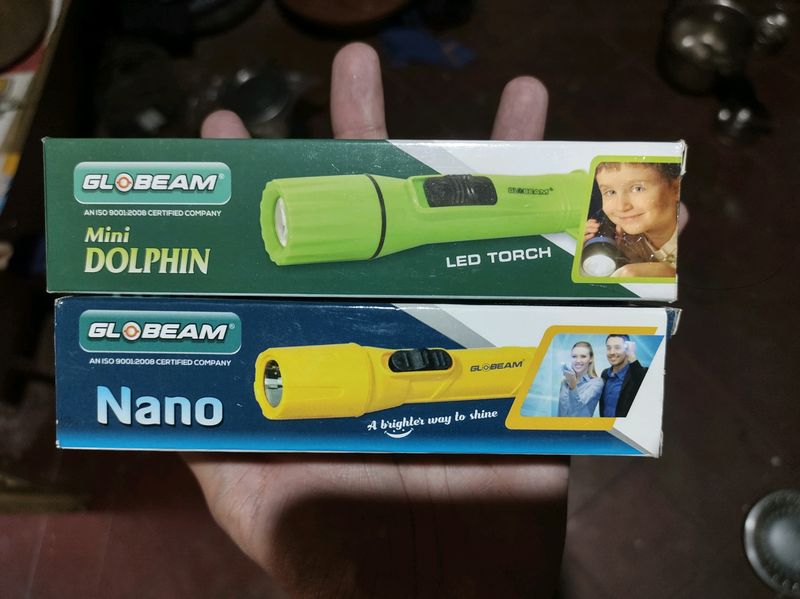 GLOBEAM®
AN ISO 9001:2008 CERTIFIED COMPANY
Mini
DOLPHIN
GLOBEAM®
LED TORCH
GLOBEAM®
AN ISO 9001:2008 CERTIFIED COMPANY
Nano
GLOBEAM®
A brighter way to shine